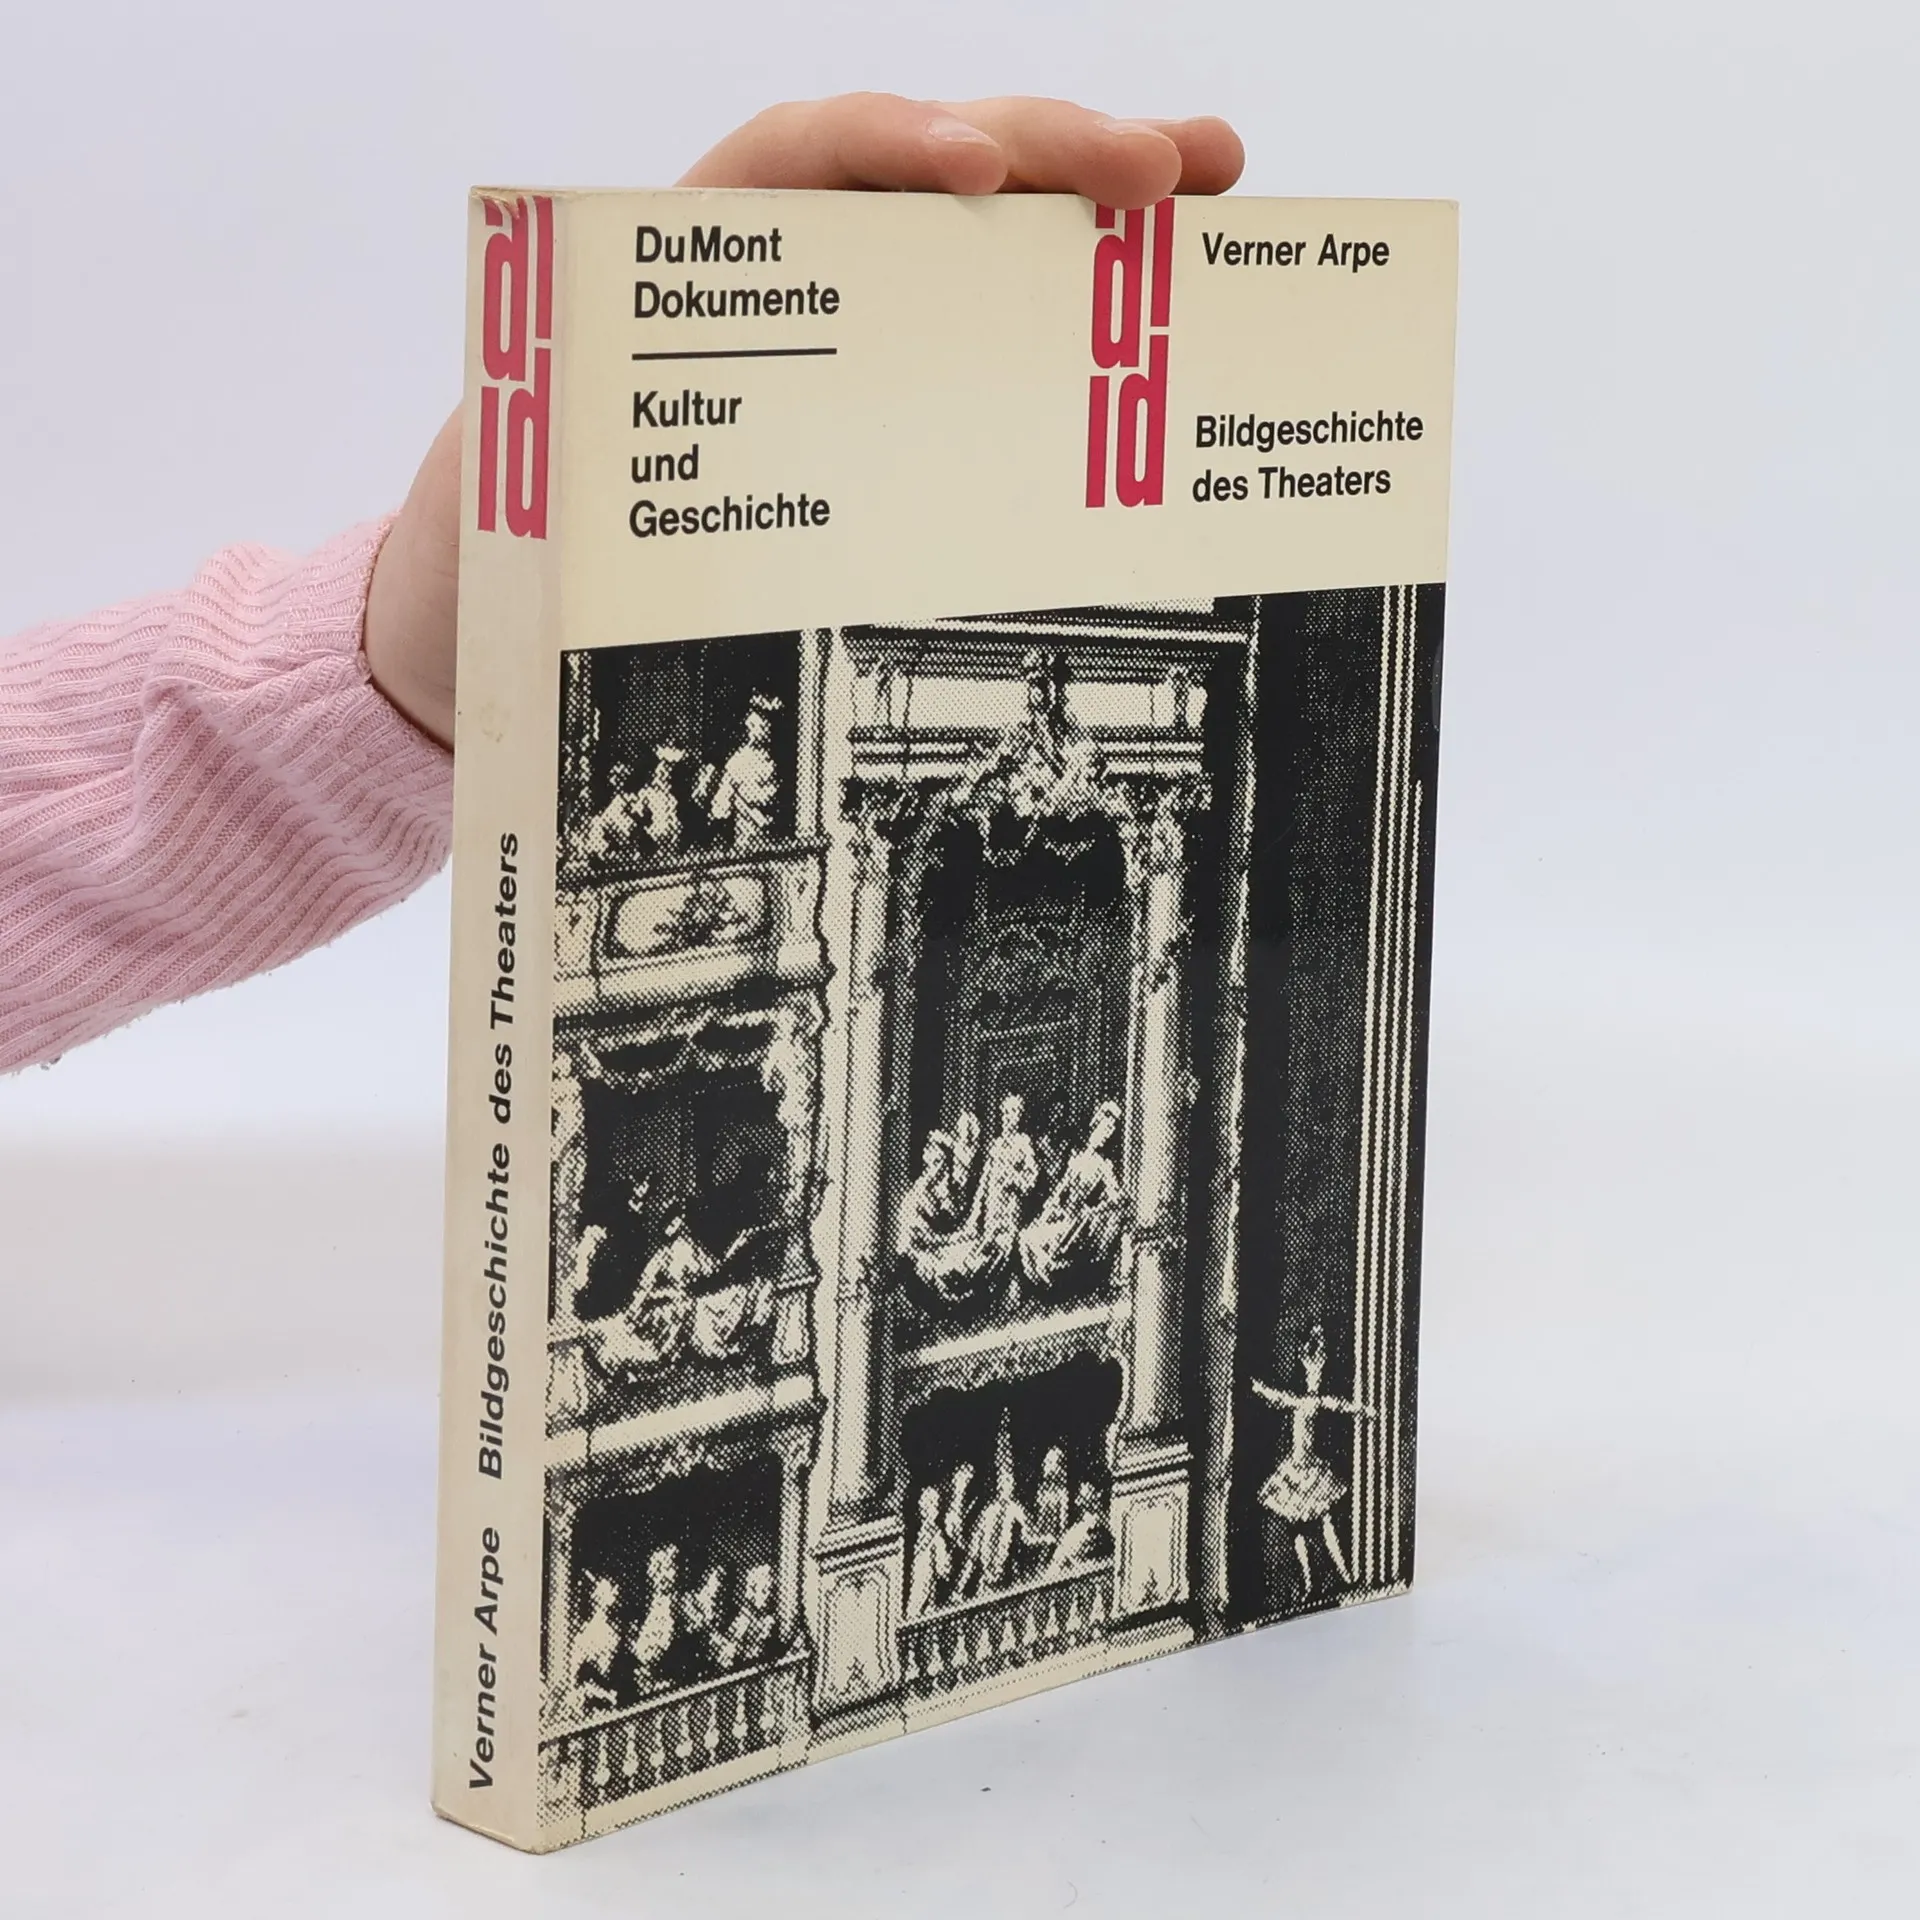 DuMont
Dokumente
Kultur
und
Geschichte
Verner Arpe
Bildgeschichte
des Theaters
Verner Arpe Bildgeschichte des Theaters